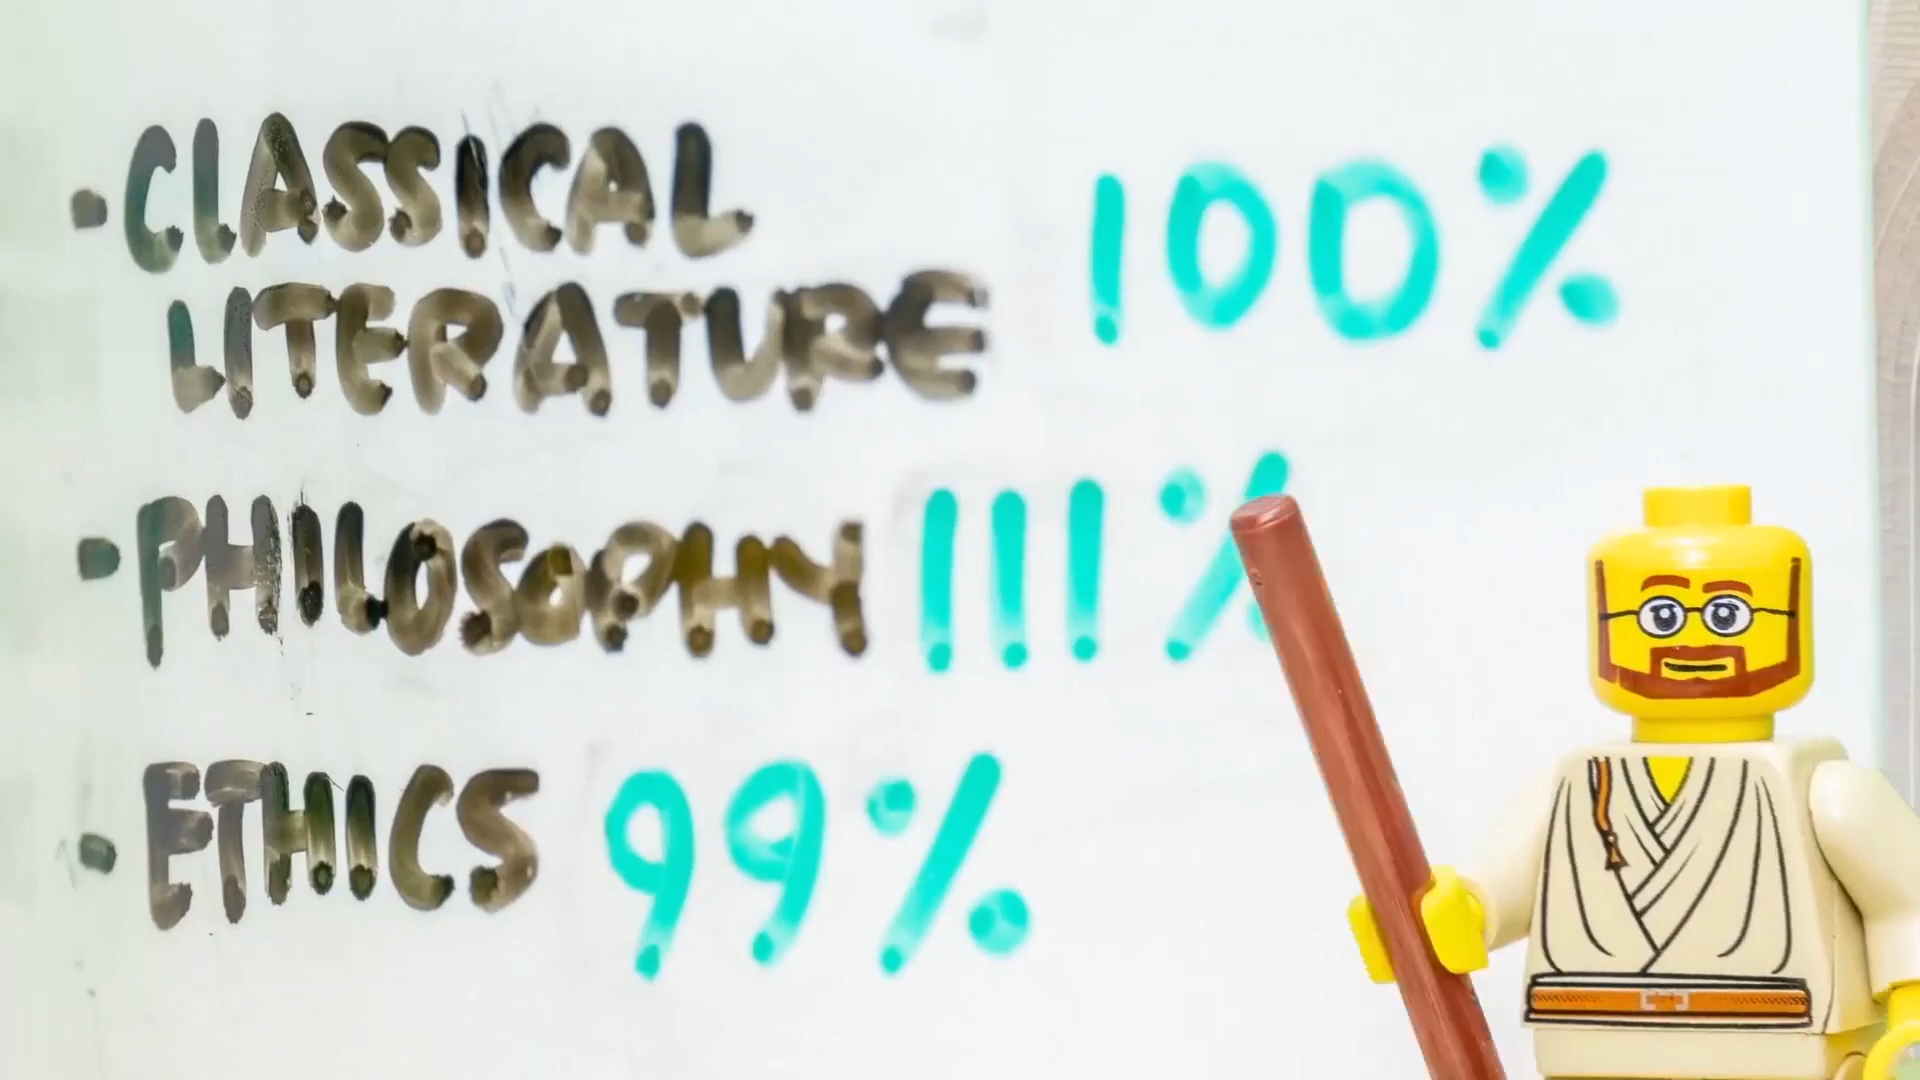 · CLASSICAL
LITERATURE 100%
· PHILOSOPHY 111%
· ETHICS 99%